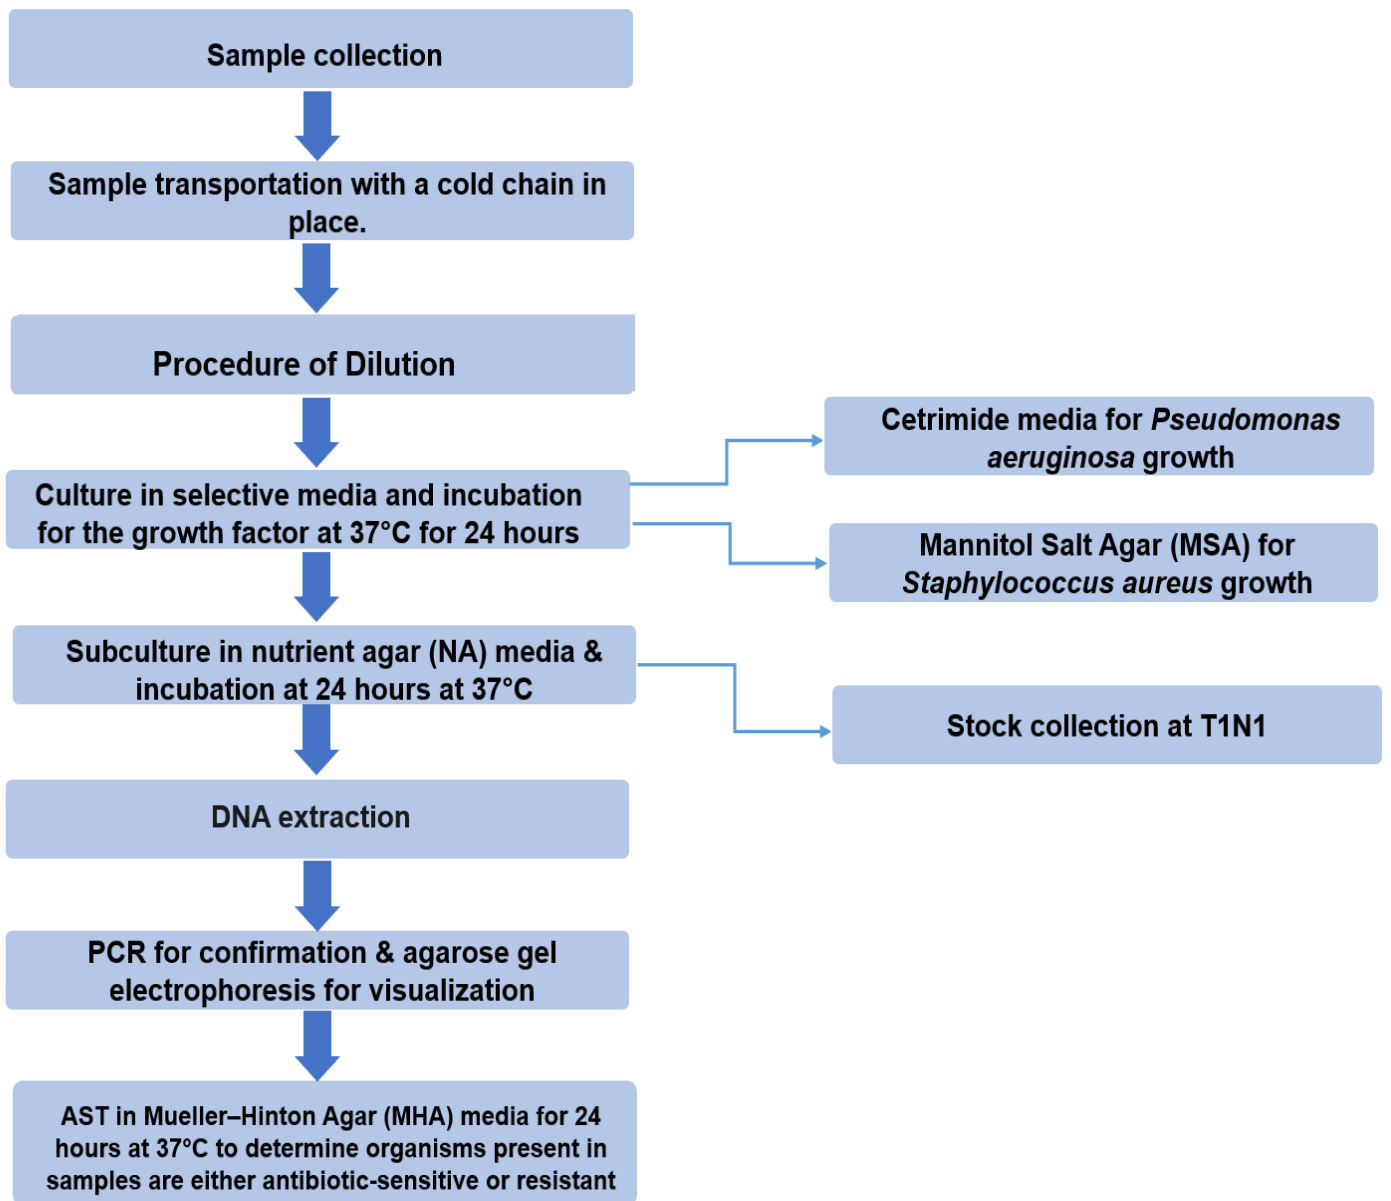 Sample collection
Sample transportation with a cold chain in
place.
Procedure of Dilution
Culture in selective media and incubation
for the growth factor at 37°C for 24 hours
Cetrimide media for Pseudomonas
aeruginosa growth
Mannitol Salt Agar (MSA) for
Staphylococcus aureus growth
Subculture in nutrient agar (NA) media &
incubation at 24 hours at 37°C
Stock collection at T1N1
DNA extraction
PCR for confirmation & agarose gel
electrophoresis for visualization
AST in Mueller–Hinton Agar (MHA) media for 24
hours at 37°C to determine organisms present in
samples are either antibiotic-sensitive or resistant